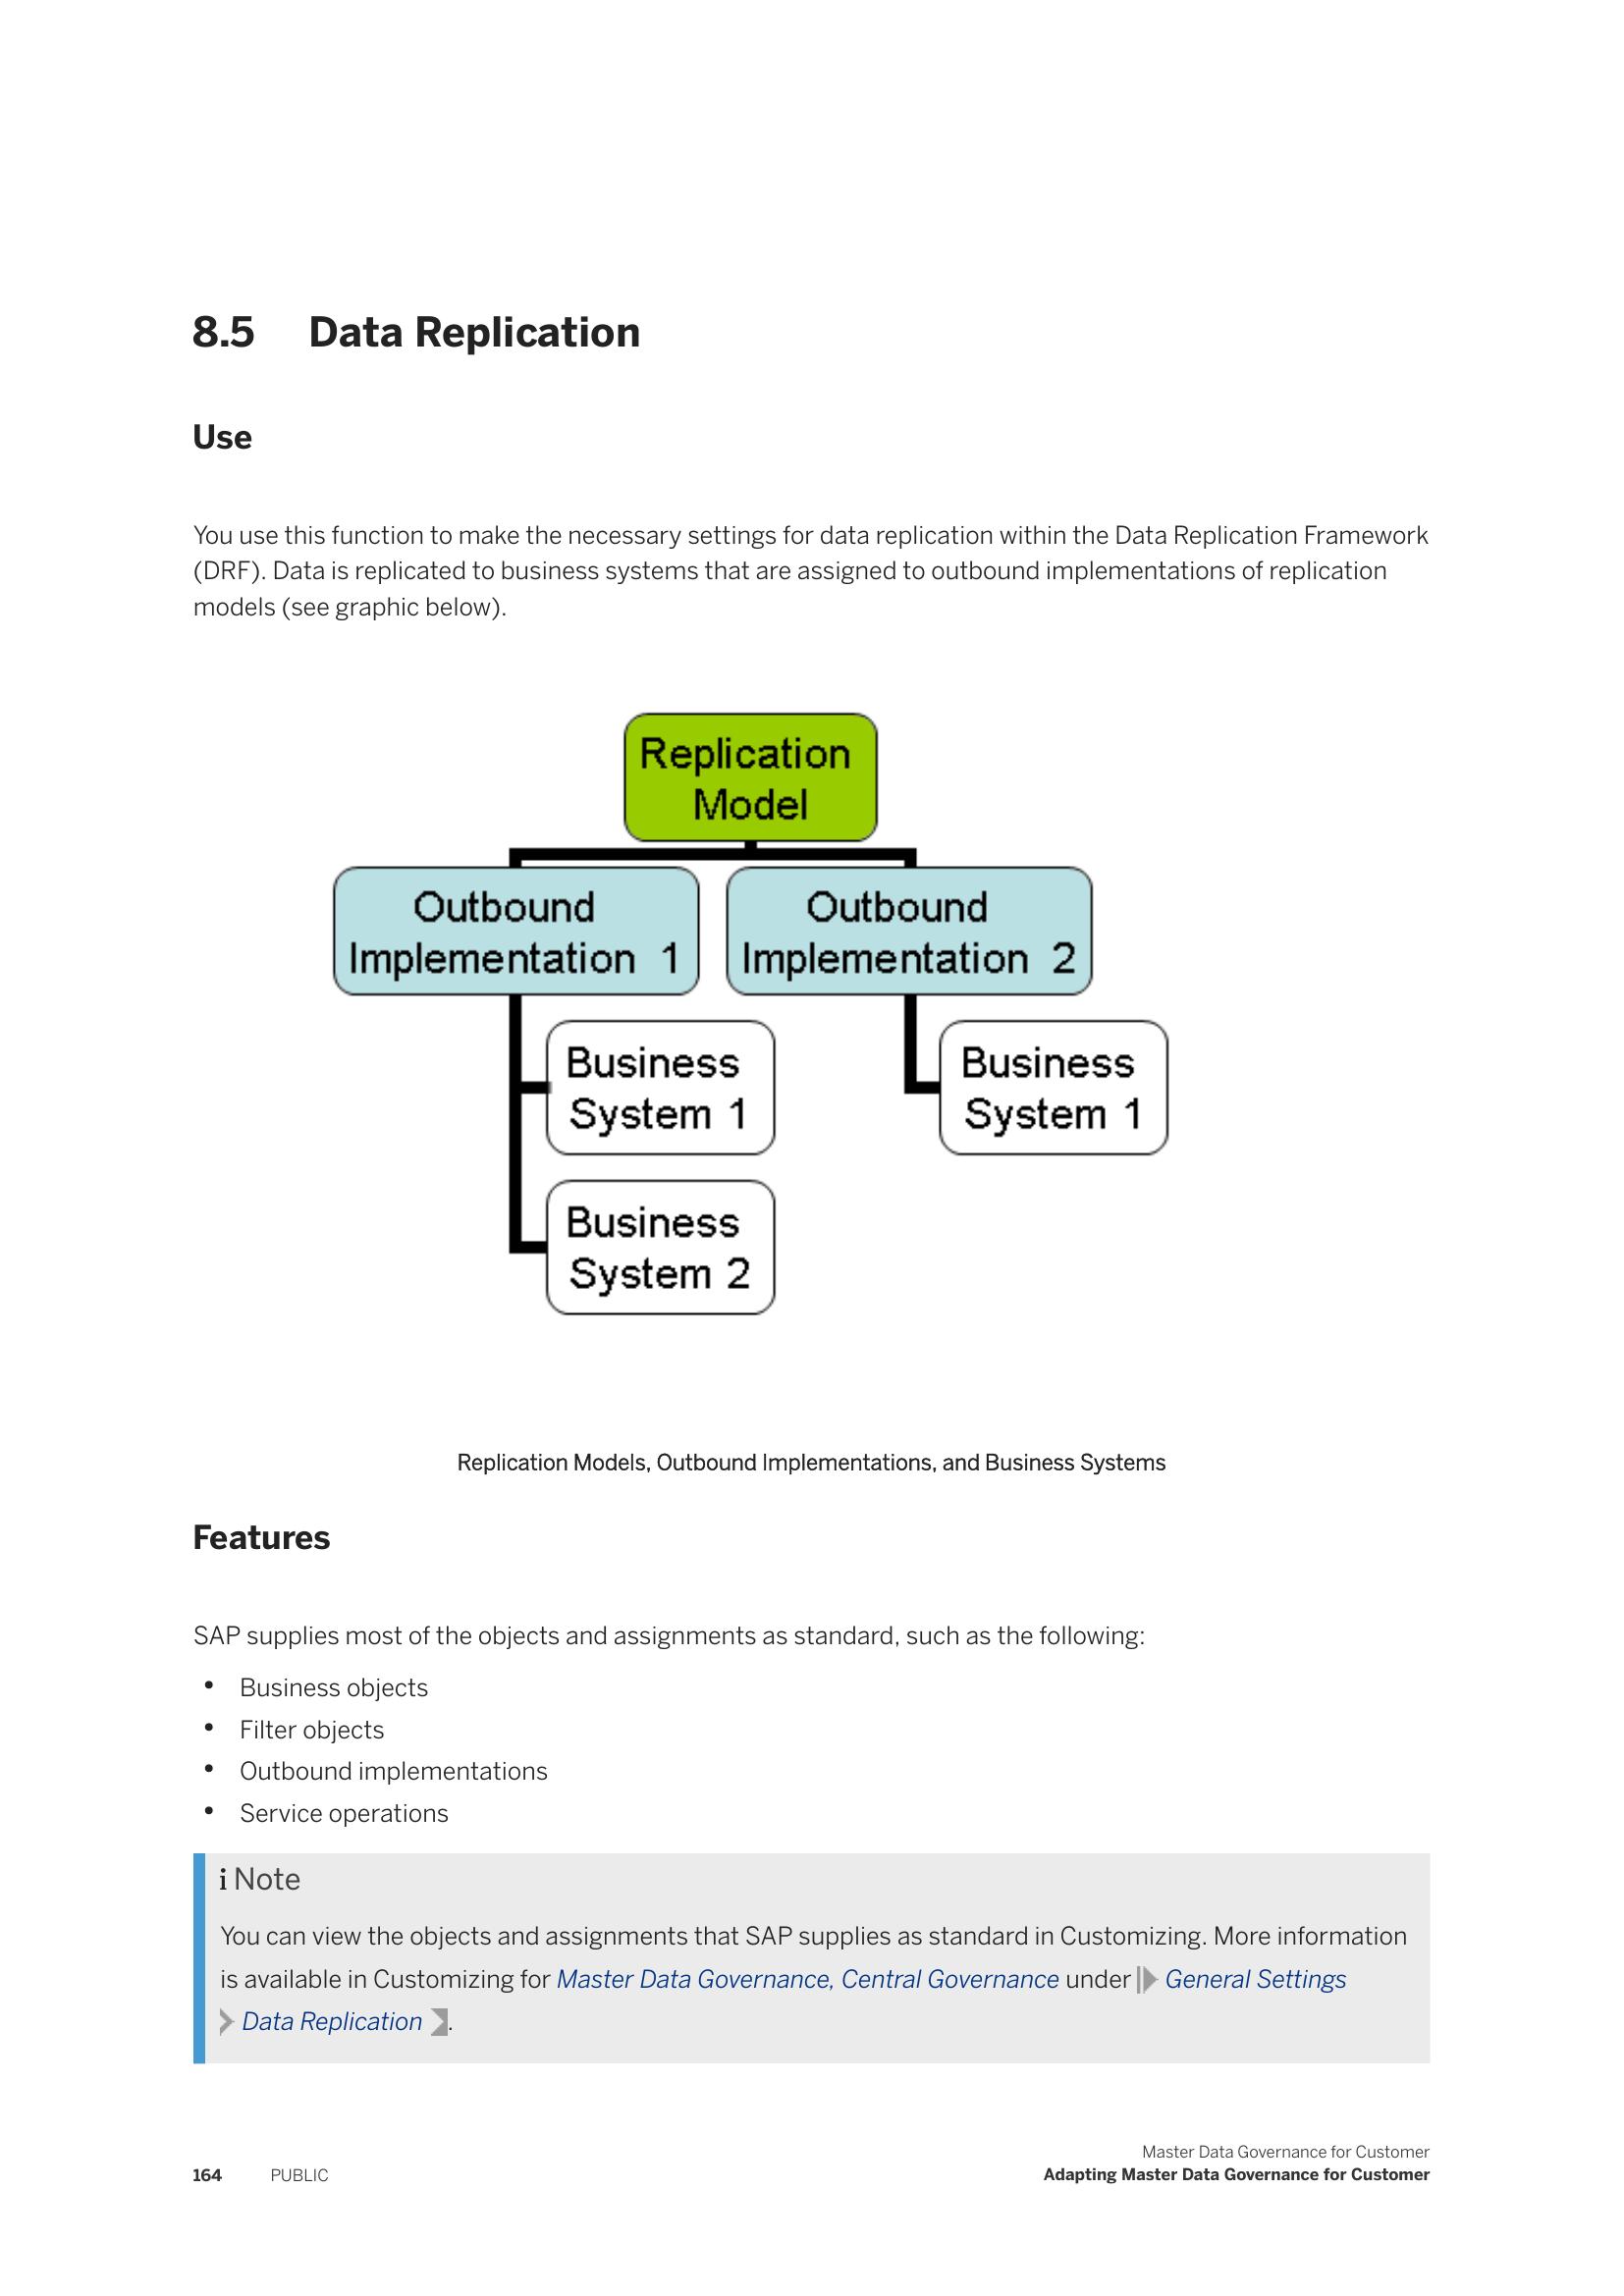 8.5 Data Replication
Use
You use this function to make the necessary settings for data replication within the Data Replication Framework
(DRF). Data is replicated to business systems that are assigned to outbound implementations of replication
models (see graphic below).
Replication
Model
Outbound
Implementation 1
Outbound
Implementation 2
Business
System 1
Business
System 1
Business
System 2
Replication Models, Outbound Implementations, and Business Systems
Features
SAP supplies most of the objects and assignments as standard, such as the following:
• Business objects
• Filter objects
• Outbound implementations
• Service operations
i Note
You can view the objects and assignments that SAP supplies as standard in Customizing. More information
is available in Customizing for Master Data Governance, Central Governance under General Settings
Data Replication .
Master Data Governance for Customer
164 PUBLIC Adapting Master Data Governance for Customer